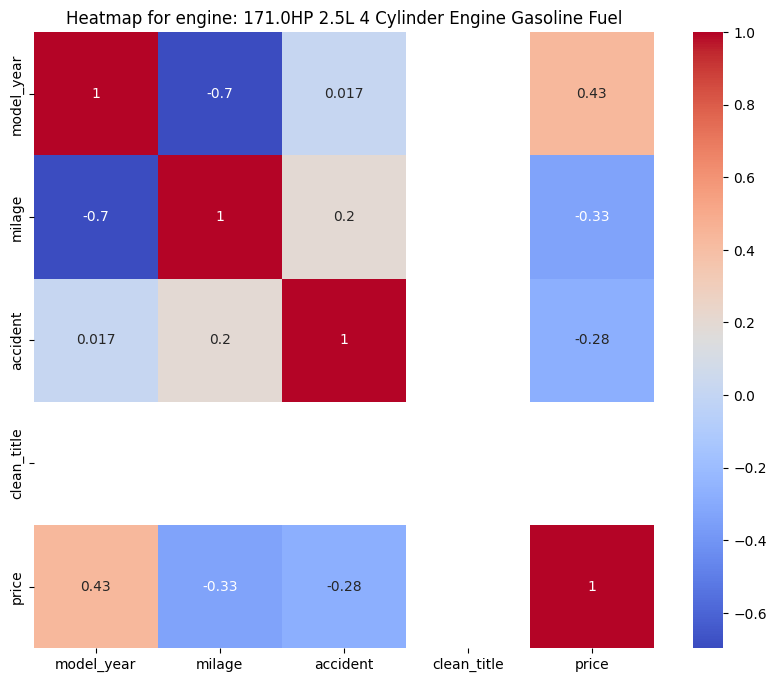 Heatmap for engine: 171.0HP 2.5L 4 Cylinder Engine Gasoline Fuel
model_year
1
-0.7
0.017
0.43
milage
-0.7
1
0.2
-0.33
accident
0.017
0.2
1
-0.28
clean_title
price
0.43
-0.33
-0.28
1
model_year
milage
accident
clean_title
price
1.0
0.8
0.6
0.4
0.2
0.0
−0.2
−0.4
−0.6